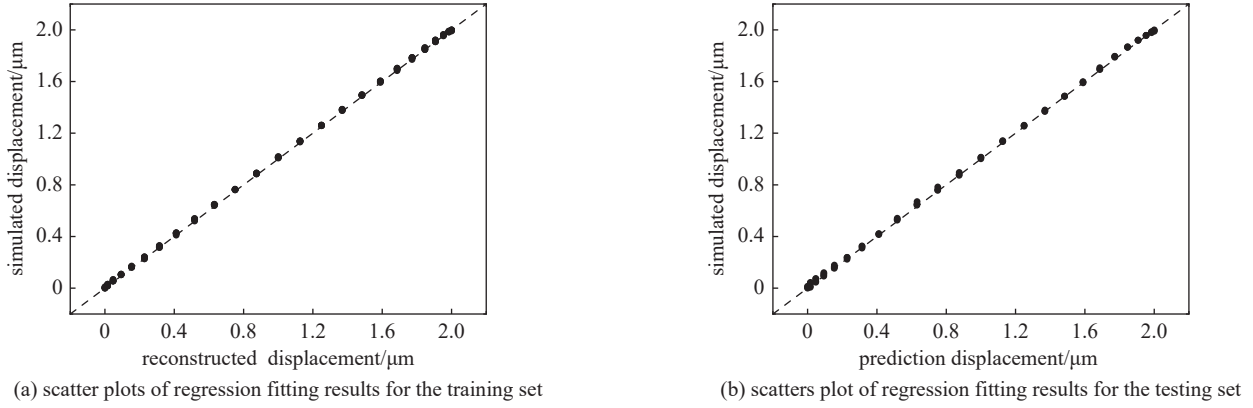 2.0
1.6
1.2
0.8
0.4
0
simulated displacement/μm
0 0.4 0.8 1.2 1.6 2.0
reconstructed displacement/μm
(a) scatter plots of regression fitting results for the training set
2.0
1.6
1.2
0.8
0.4
0
simulated displacement/μm
0 0.4 0.8 1.2 1.6 2.0
prediction displacement/μm
(b) scatters plot of regression fitting results for the testing set